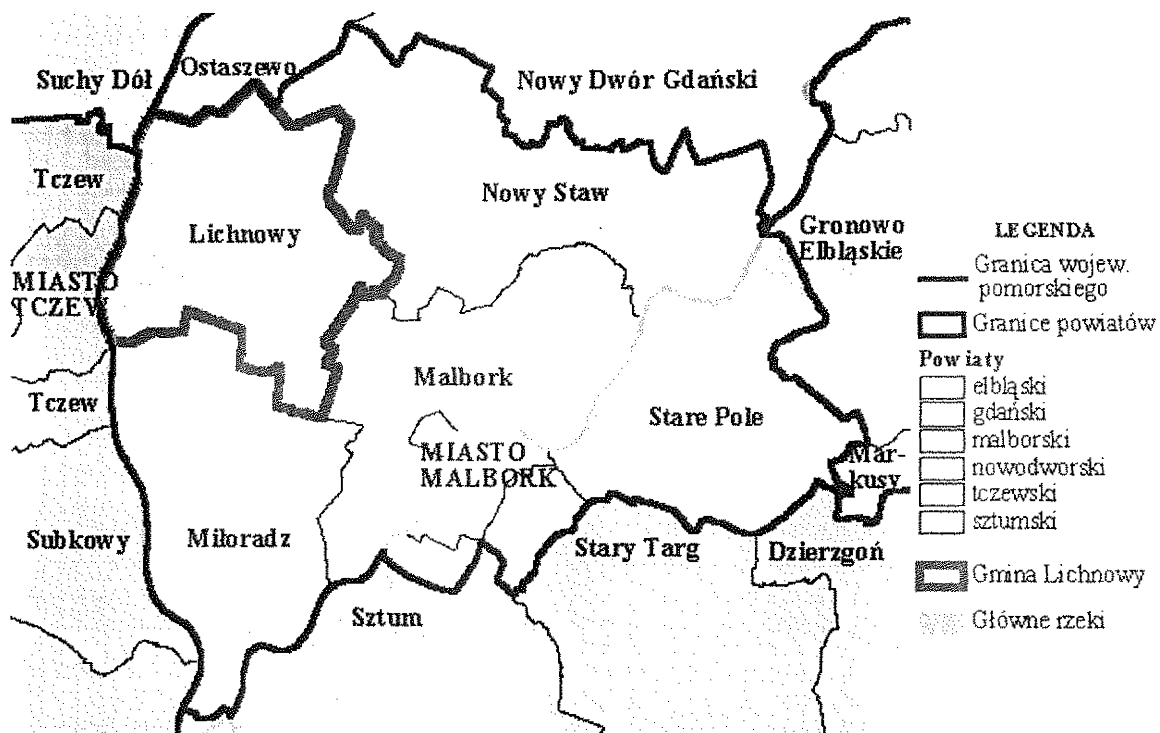 Suchy Dół
Ostaszewo
Nowy Dwór Gdański
Tczew
Nowy Staw
Lichnowy
Gronowo
Elbląskie
MIASTO
TCZEW
Malbork
Tczew
Stare Pole
MIASTO
MALBORK
Mar-
kusy
Subkowy
Miłoradz
Stary Targ
Dzierzgoń
Sztum
LEGENDA
Granica wojew.
pomorskiego
Granice powiatów
Powiaty
elbląski
gdański
malborski
nowodworski
tczewski
sztumski
Gmina Lichnowy
Główne rzeki